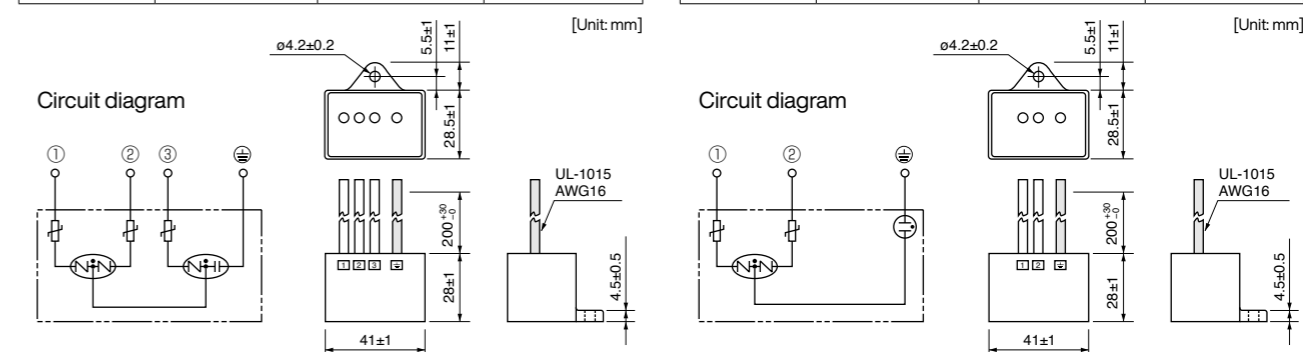 [Unit: mm]
ø4.2±0.2
5.5±1
11±1
Circuit diagram
28.5±1
① ② ③ ⏚
UL-1015
AWG16
200 +30 -0
1 2 3 ⏚
28±1
4.5±0.5
41±1
[Unit: mm]
ø4.2±0.2
5.5±1
11±1
Circuit diagram
28.5±1
① ② ⏚
UL-1015
AWG16
200 +30 -0
1 2 ⏚
28±1
4.5±0.5
41±1